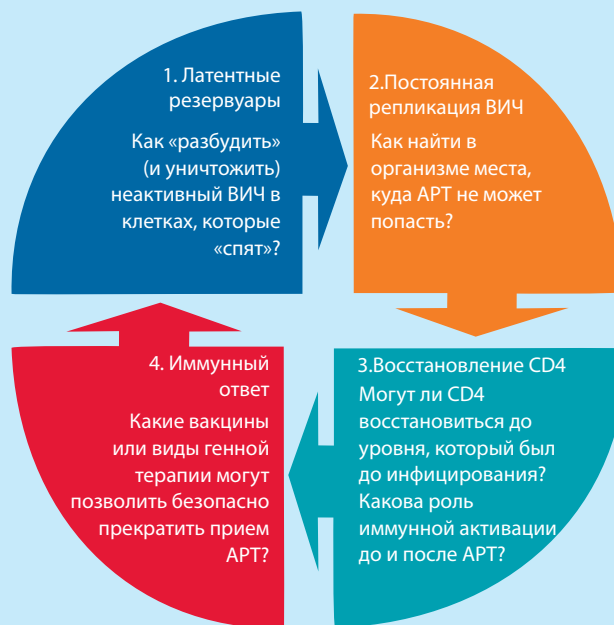 1. Латентные
резервуары
Как «разбудить»
(и уничтожить)
неактивный ВИЧ в
клетках, которые
«спят»?
2.Постоянная
репликация ВИЧ
Как найти в
организме места,
куда АРТ не может
попасть?
3.Восстановление CD4
Могут ли CD4
восстановиться до
уровня, который был
до инфицирования?
Какова роль
иммунной активации
до и после АРТ?
4. Иммунный
ответ
Какие вакцины
или виды генной
терапии могут
позволить безопасно
прекратить прием
АРТ?